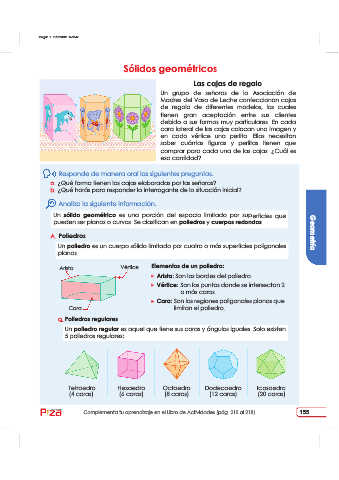 Sólidos geométricos
Las cajas de regalo
Un grupo de señoras de la Asociación de
Madres del Vaso de Leche confeccionan cajas
de regalo de diferentes modelos, las cuales
tienen gran aceptación entre sus clientes
debido a sus formas muy particulares. En cada
cara lateral de las cajas colocan una imagen y
en cada vértice una perlita. Ellas necesitan
saber cuántas figuras y perlitas tienen que
comprar para cada una de las cajas. ¿Cuál es
esa cantidad?
Responde de manera oral las siguientes preguntas.
a. ¿Qué forma tienen las cajas elaboradas por las señoras?
b. ¿Qué harás para responder la interrogante de la situación inicial?
Analiza la siguiente información.
Un sólido geométrico es una porción del espacio limitado por superficies que
pueden ser planas o curvas. Se clasifican en poliedros y cuerpos redondos.
A. Poliedros
Un poliedro es un cuerpo sólido limitado por cuatro o más superficies poligonales
planas.
Arista
Vértice
Cara
Elementos de un poliedro:
Arista: Son los bordes del poliedro.
Vértice: Son los puntos donde se intersectan 3
o más caras.
Cara: Son las regiones poligonales planas que
limitan el poliedro.
a. Poliedros regulares
Un poliedro regular es aquel que tiene sus caras y ángulos iguales. Solo existen
5 poliedros regulares:
Tetraedro
(4 caras)
Hexaedro
(6 caras)
Octaedro
(8 caras)
Dodecaedro
(12 caras)
Icosaedro
(20 caras)
Geometría
Complementa tu aprendizaje en el Libro de Actividades (pág. 216 al 218)
155